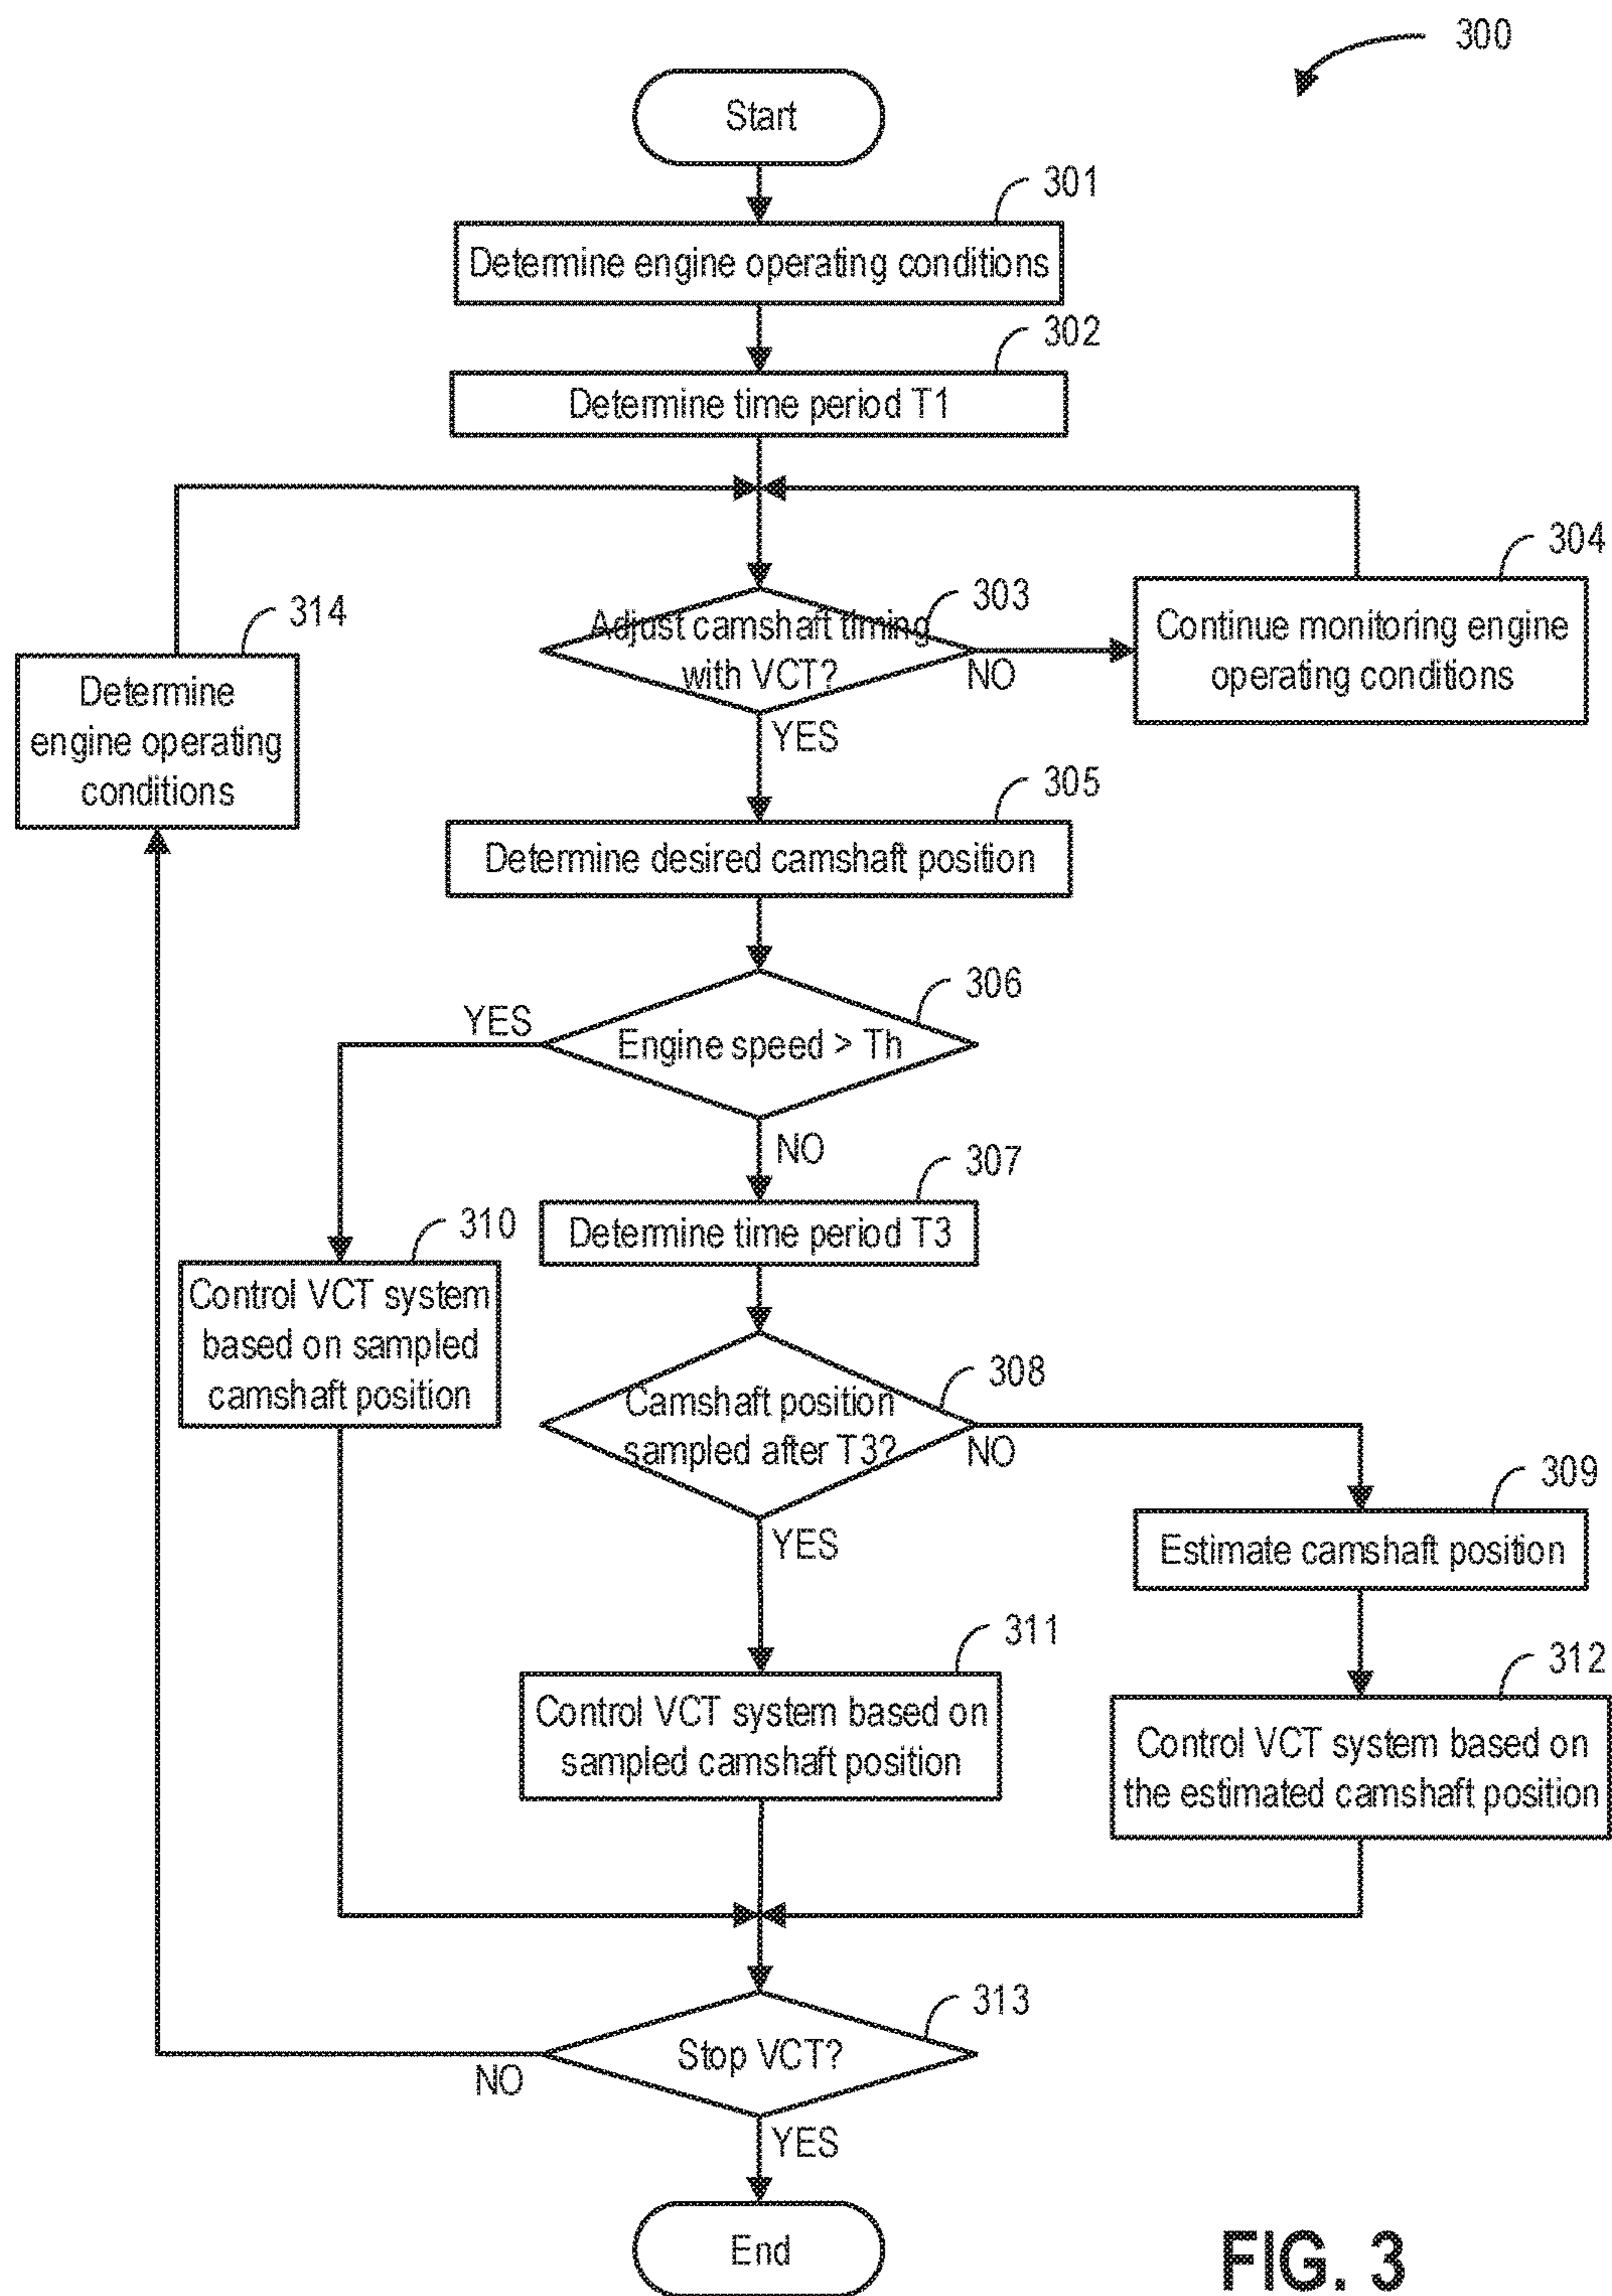 300
Start
301
Determine engine operating conditions
302
Determine time period T1
304
Continue monitoring engine
operating conditions
303
Adjust camshaft timing
with VCT?
NO
YES
314
Determine
engine operating
conditions
305
Determine desired camshaft position
306
Engine speed > Th
YES
NO
307
Determine time period T3
310
Control VCT system
based on sampled
camshaft position
308
Camshaft position
sampled after T3?
NO
YES
309
Estimate camshaft position
311
Control VCT system based on
sampled camshaft position
312
Control VCT system based on
the estimated camshaft position
313
Stop VCT?
NO
YES
End
FIG. 3